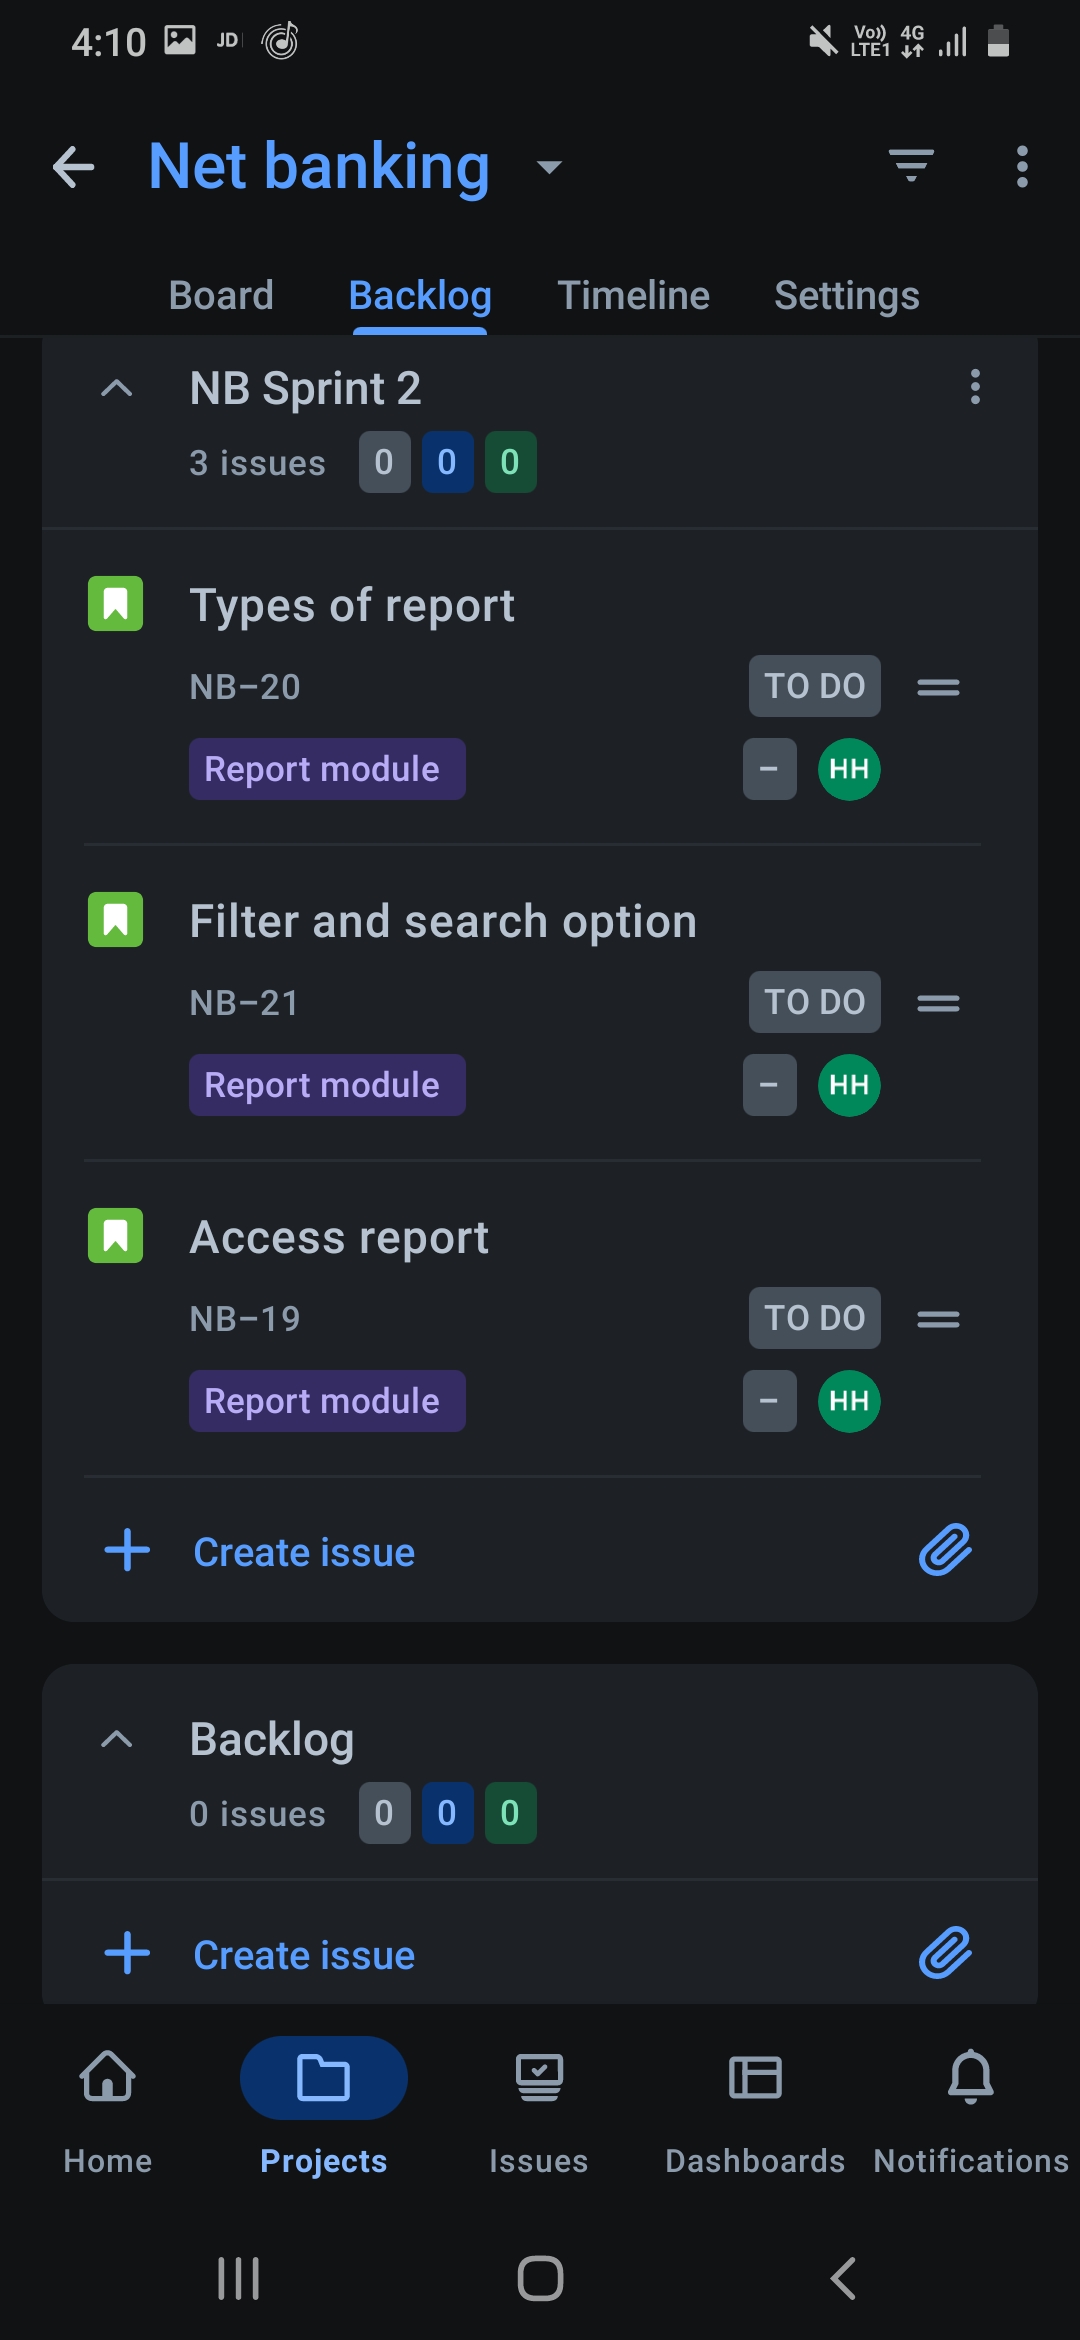 4:10 JD Vo)) LTE1 4G
Net banking
Board Backlog Timeline Settings
NB Sprint 2
3 issues 0 0 0
Types of report
NB-20 TO DO
Report module - HH
Filter and search option
NB-21 TO DO
Report module - HH
Access report
NB-19 TO DO
Report module - HH
Create issue
Backlog
0 issues 0 0 0
Create issue
Home Projects Issues Dashboards Notifications